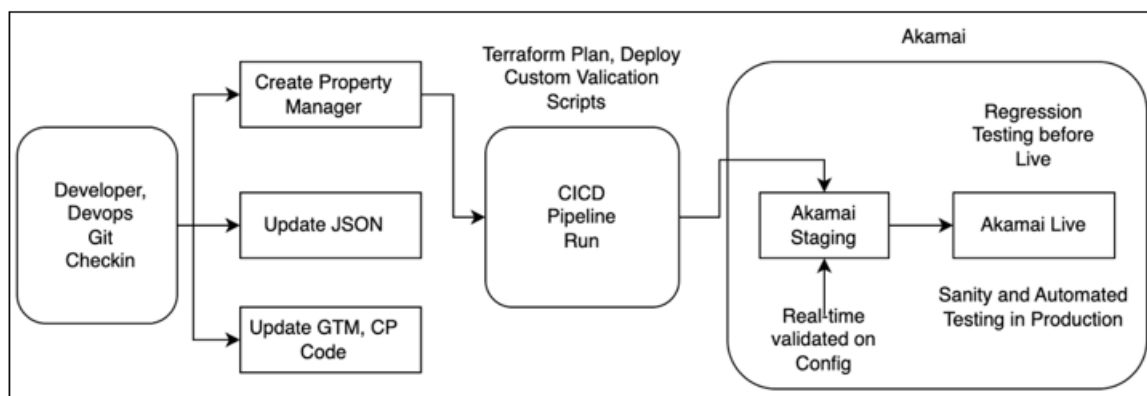 Developer,
Devops
Git
Checkin
Create Property
Manager
Update JSON
Update GTM, CP
Code
Terraform Plan, Deploy
Custom Valication
Scripts
CICD
Pipeline
Run
Akamai
Akamai
Staging
Real-time
validated on
Config
Regression
Testing before
Live
Akamai Live
Sanity and Automated
Testing in Production